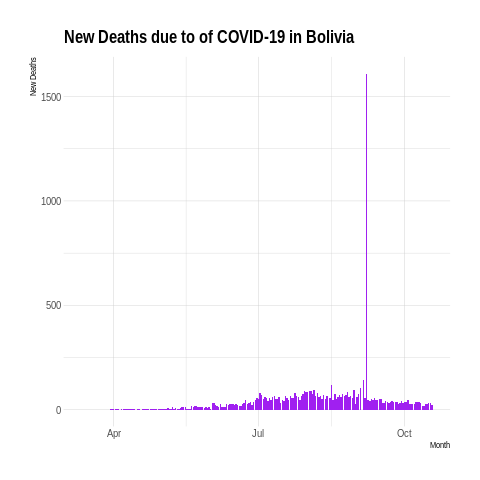 New Deaths due to of COVID-19 in Bolivia
New Deaths
1500
1000
500
0
Apr
Jul
Oct
Month